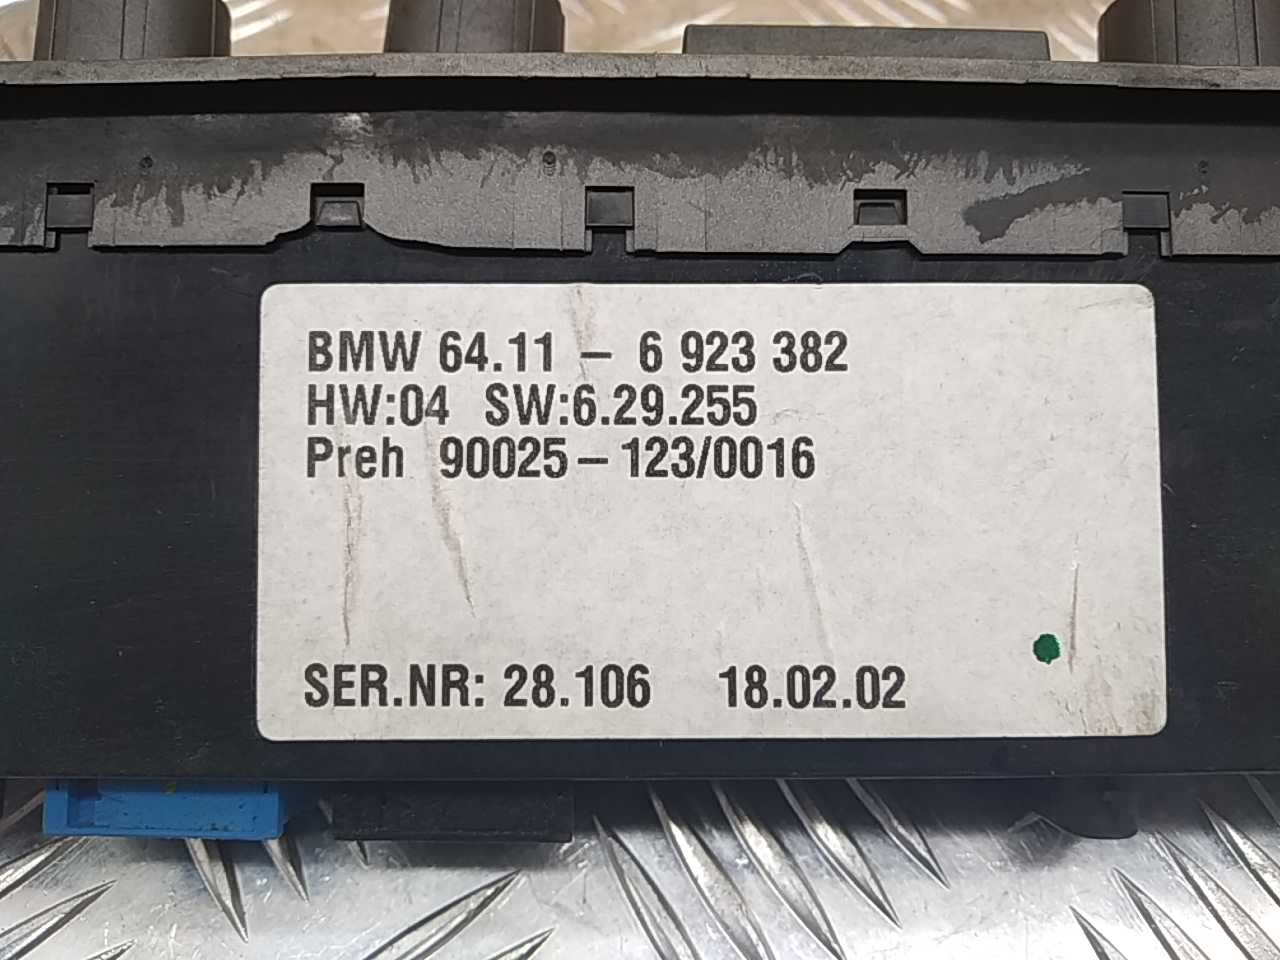 BMW 64.11 – 6 923 382
HW:04 SW:6.29.255
Preh 90025–123/0016
SER.NR: 28.106 18.02.02